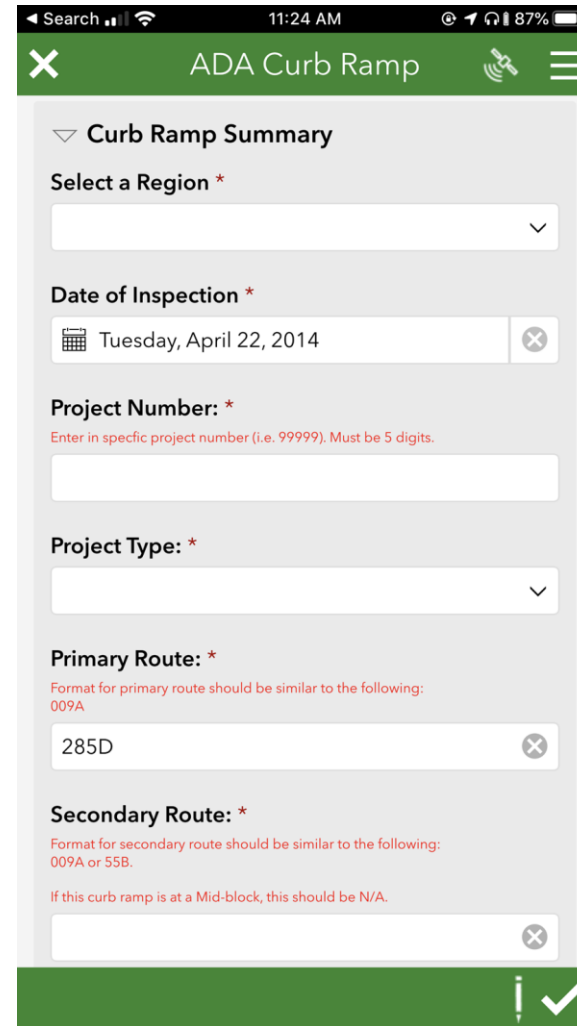 Search 11:24 AM 87%
ADA Curb Ramp
Curb Ramp Summary
Select a Region *
Date of Inspection *
Tuesday, April 22, 2014
Project Number: *
Enter in specfic project number (i.e. 99999). Must be 5 digits.
Project Type: *
Primary Route: *
Format for primary route should be similar to the following:
009A
285D
Secondary Route: *
Format for secondary route should be similar to the following:
009A or 55B.
If this curb ramp is at a Mid-block, this should be N/A.